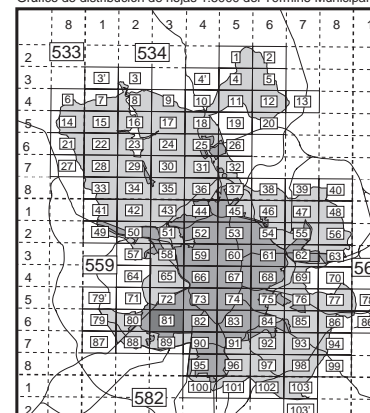 Gráfico de distribución de hojas 1:5000 del Término Municipal
8 1 2 3 4 5 6 7 8
533 534
2 1 2
3 3' 3 4' 4 5
4 6 7 8 9 10 11 12 13
5 14 15 16 17 18 19 20
6 21 22 23 24 25 26
7 27 28 29 30 31 32
8 33 34 35 36 37 38 39 40
1 41 42 43 44 45 46 47 48
2 49 50 51 52 53 54 55 56
3 559 57 58 59 60 61 62 63
4 64 65 66 67 68 69 70
5 79' 71 72 73 74 75 76 77
6 79 80 81 82 83 84 85 86
7 87 88 89 90 91 92 93 94
8 95 96 97 98 99
1 582 100 101 102 103
103'